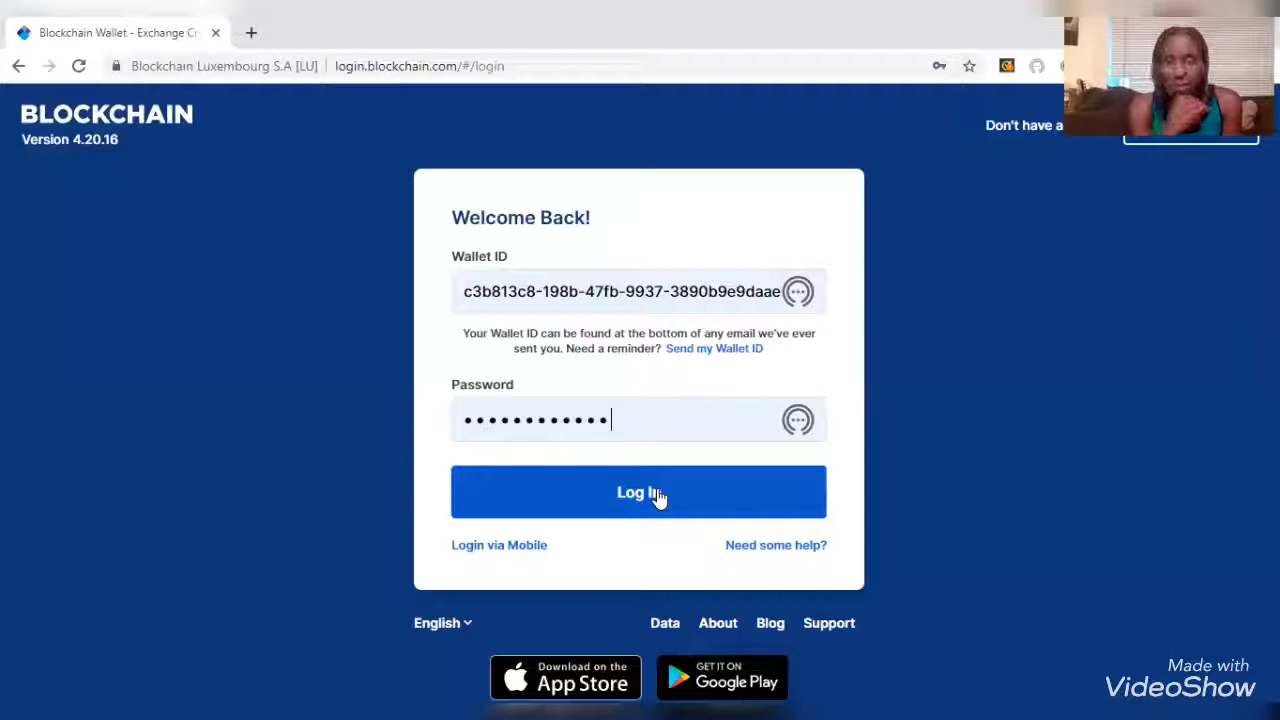 Blockchain Wallet - Exchange Cr
Blockchain Luxembourg S.A [LU] | login.blockchain.com/#/login
BLOCKCHAIN
Version 4.20.16
Don't have a
Welcome Back!
Wallet ID
c3b813c8-198b-47fb-9937-3890b9e9daae
Your Wallet ID can be found at the bottom of any email we've ever
sent you. Need a reminder? Send my Wallet ID
Password
Log In
Login via Mobile
Need some help?
English
Data About Blog Support
Download on the
App Store
GET IT ON
Google Play
Made with
VideoShow